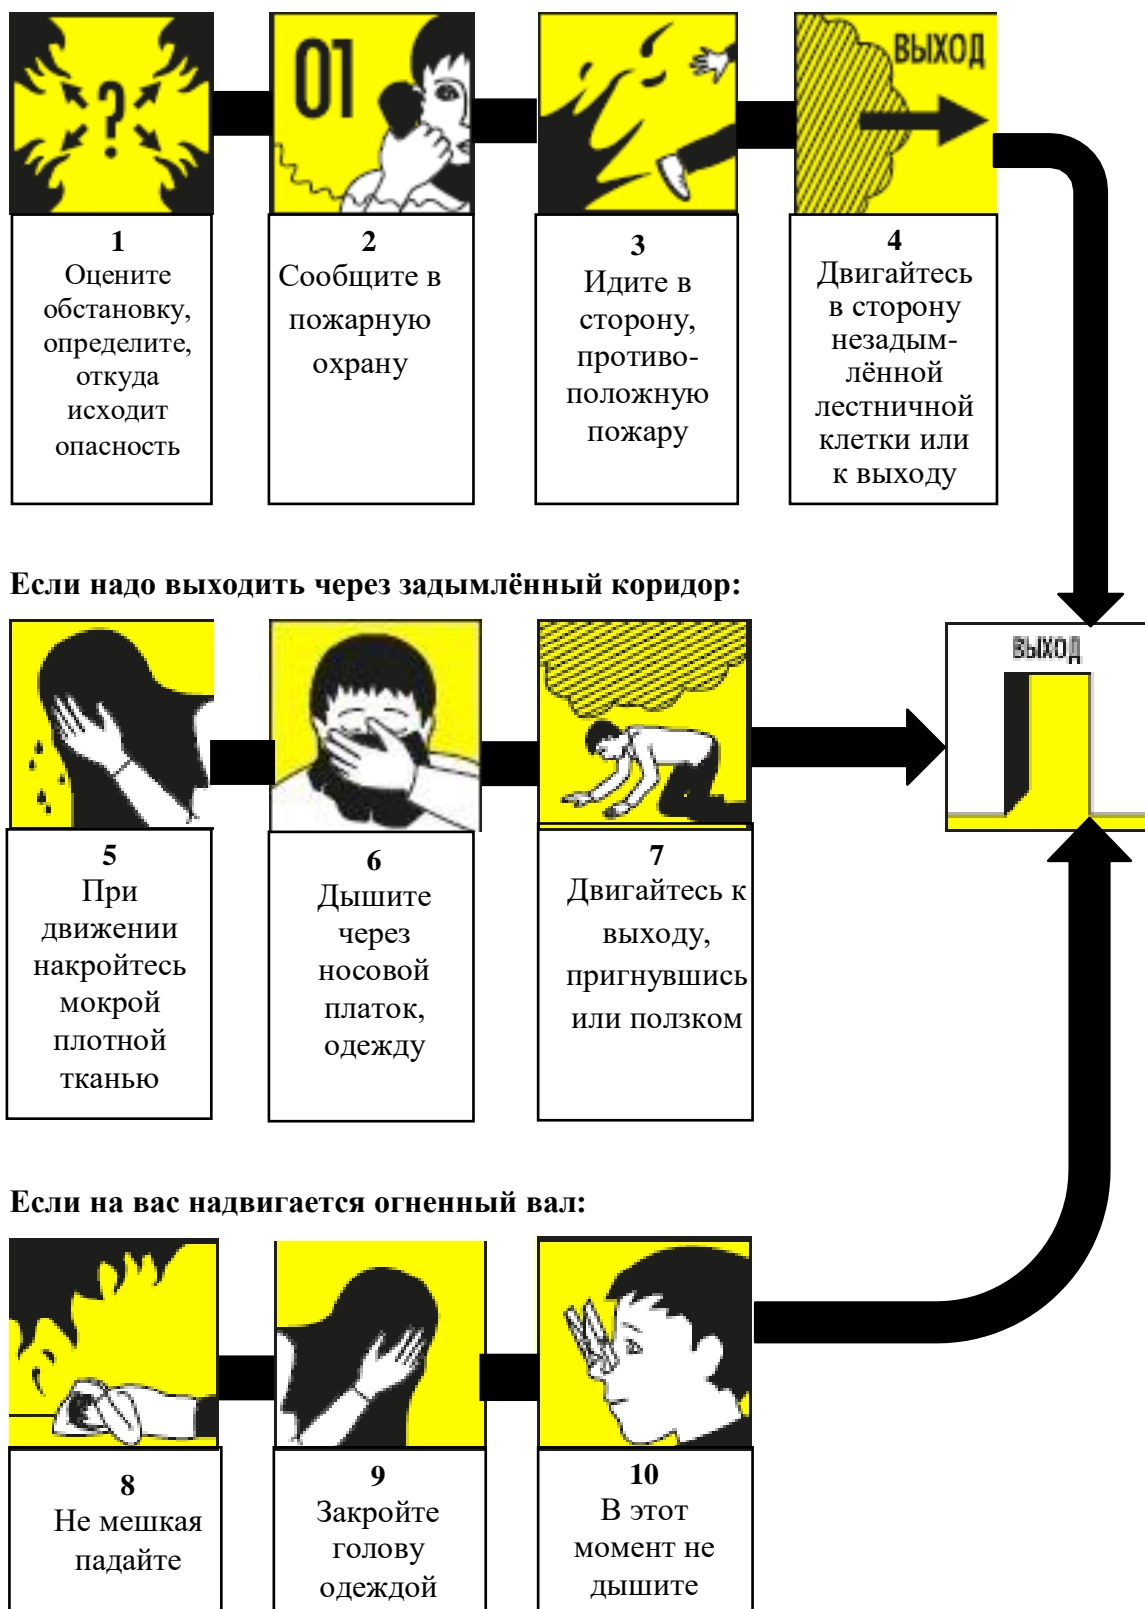 01
ВЫХОД
1
Оцените
обстановку,
определите,
откуда
исходит
опасность
2
Сообщите в
пожарную
охрану
3
Идите в
сторону,
противо-
положную
пожару
4
Двигайтесь
в сторону
незадым-
лённой
лестничной
клетки или
к выходу
Если надо выходить через задымлённый коридор:
ВЫХОД
5
При
движении
накройтесь
мокрой
плотной
тканью
6
Дышите
через
носовой
платок,
одежду
7
Двигайтесь к
выходу,
пригнувшись
или ползком
Если на вас надвигается огненный вал:
8
Не мешкая
падайте
9
Закройте
голову
одеждой
10
В этот
момент не
дышите